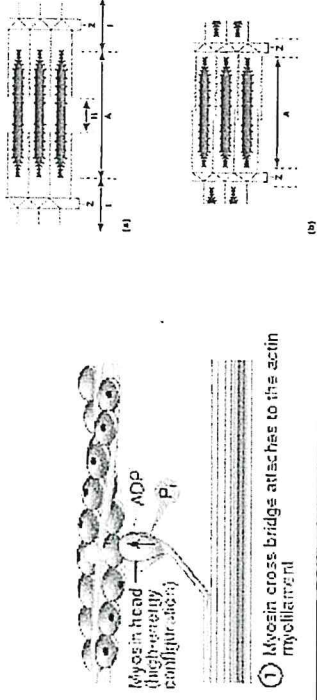 Myosin head
(high-energy
configuration)
ADP
Pi
① Myosin cross bridge attaches to the actin
myofilament
Z
I
H
A
Z
I
(a)
Z
A
Z
(b)